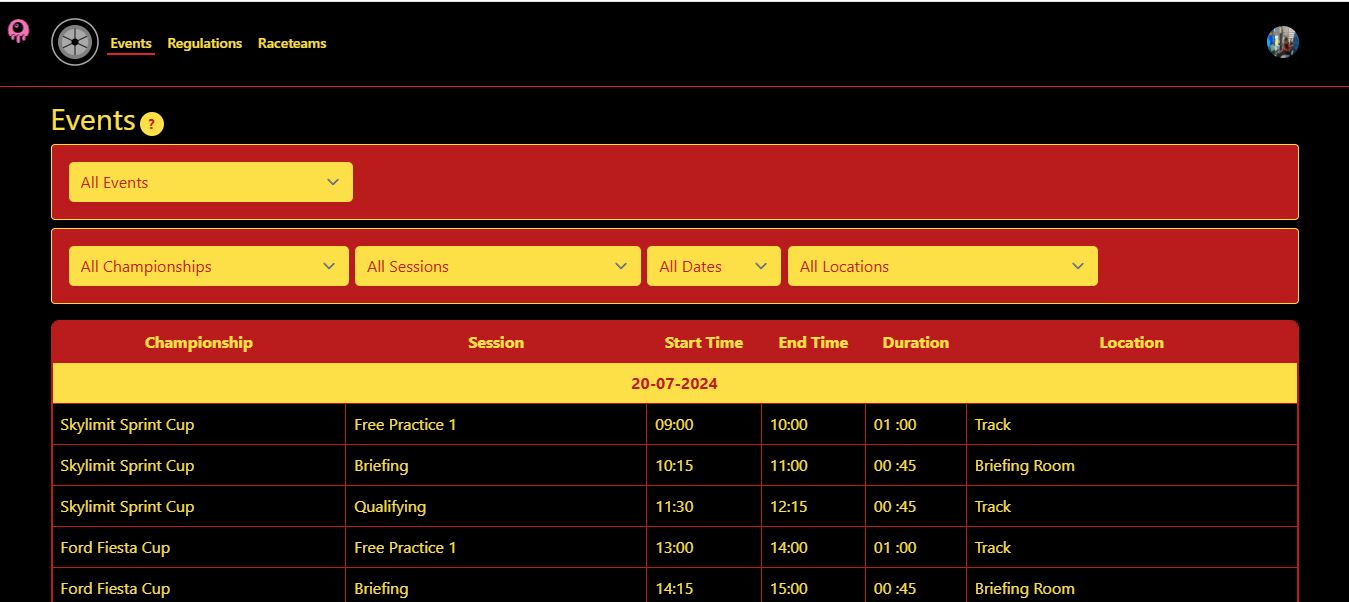 Events Regulations Raceteams
Events ?
All Events
All Championships All Sessions All Dates All Locations
Championship Session Start Time End Time Duration Location
20-07-2024
Skylimit Sprint Cup Free Practice 1 09:00 10:00 01 :00 Track
Skylimit Sprint Cup Briefing 10:15 11:00 00 :45 Briefing Room
Skylimit Sprint Cup Qualifying 11:30 12:15 00 :45 Track
Ford Fiesta Cup Free Practice 1 13:00 14:00 01 :00 Track
Ford Fiesta Cup Briefing 14:15 15:00 00 :45 Briefing Room